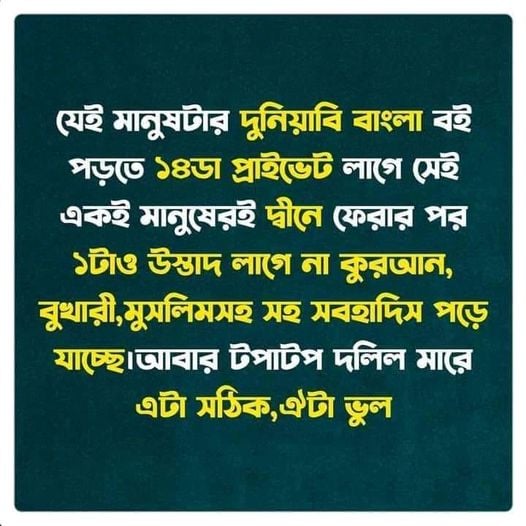 যেই মানুষটার দুনিয়াবি বাংলা বই
পড়তে ১৪ডা প্রাইভেট লাগে সেই
একই মানুষেরই দ্বীনে ফেরার পর
১টাও উস্তাদ লাগে না কুরআন,
বুখারী,মুসলিমসহ সহ সবহাদিস পড়ে
যাচ্ছে।আবার টপাটপ দলিল মারে
এটা সঠিক,ঐটা ভুল